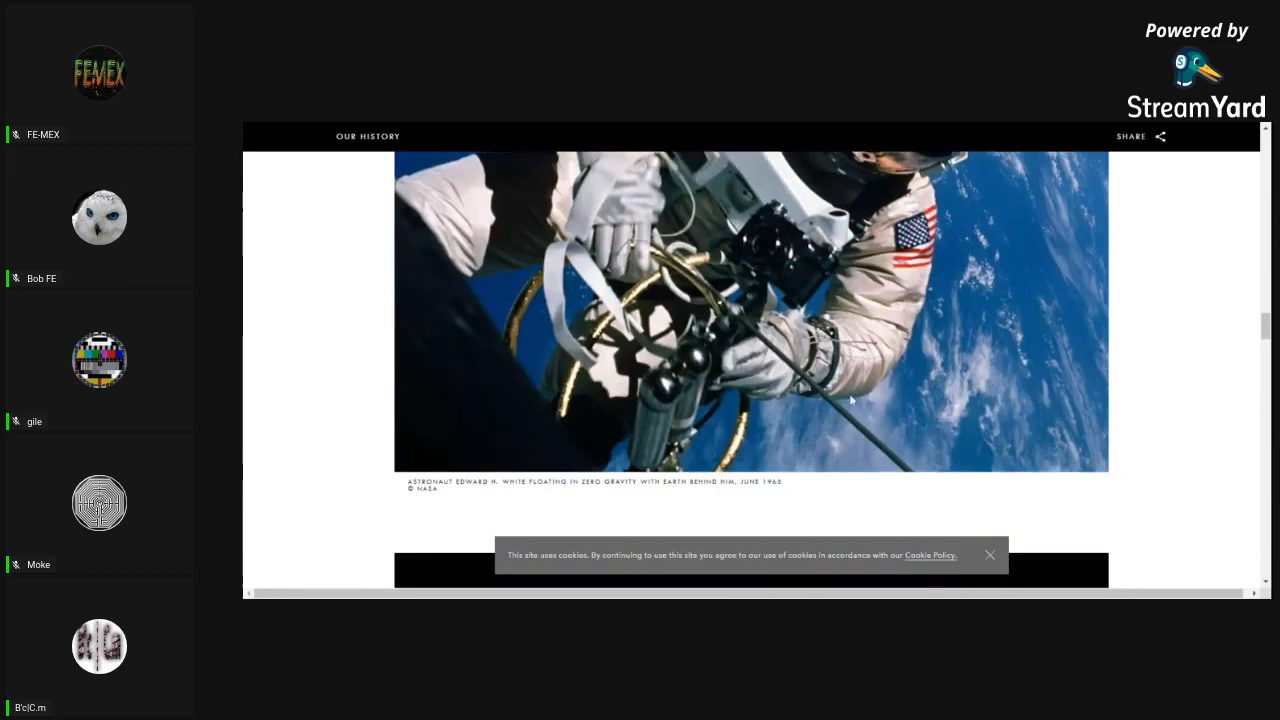 Powered by
StreamYard
FEMEX
FE-MEX
Bob FE
gile
Moke
B'c|C.m
OUR HISTORY
SHARE
ASTRONAUT EDWARD H. WHITE FLOATING IN ZERO GRAVITY WITH EARTH BEHIND HIM, JUNE 1965
© NASA
This site uses cookies. By continuing to use this site you agree to our use of cookies in accordance with our Cookie Policy.